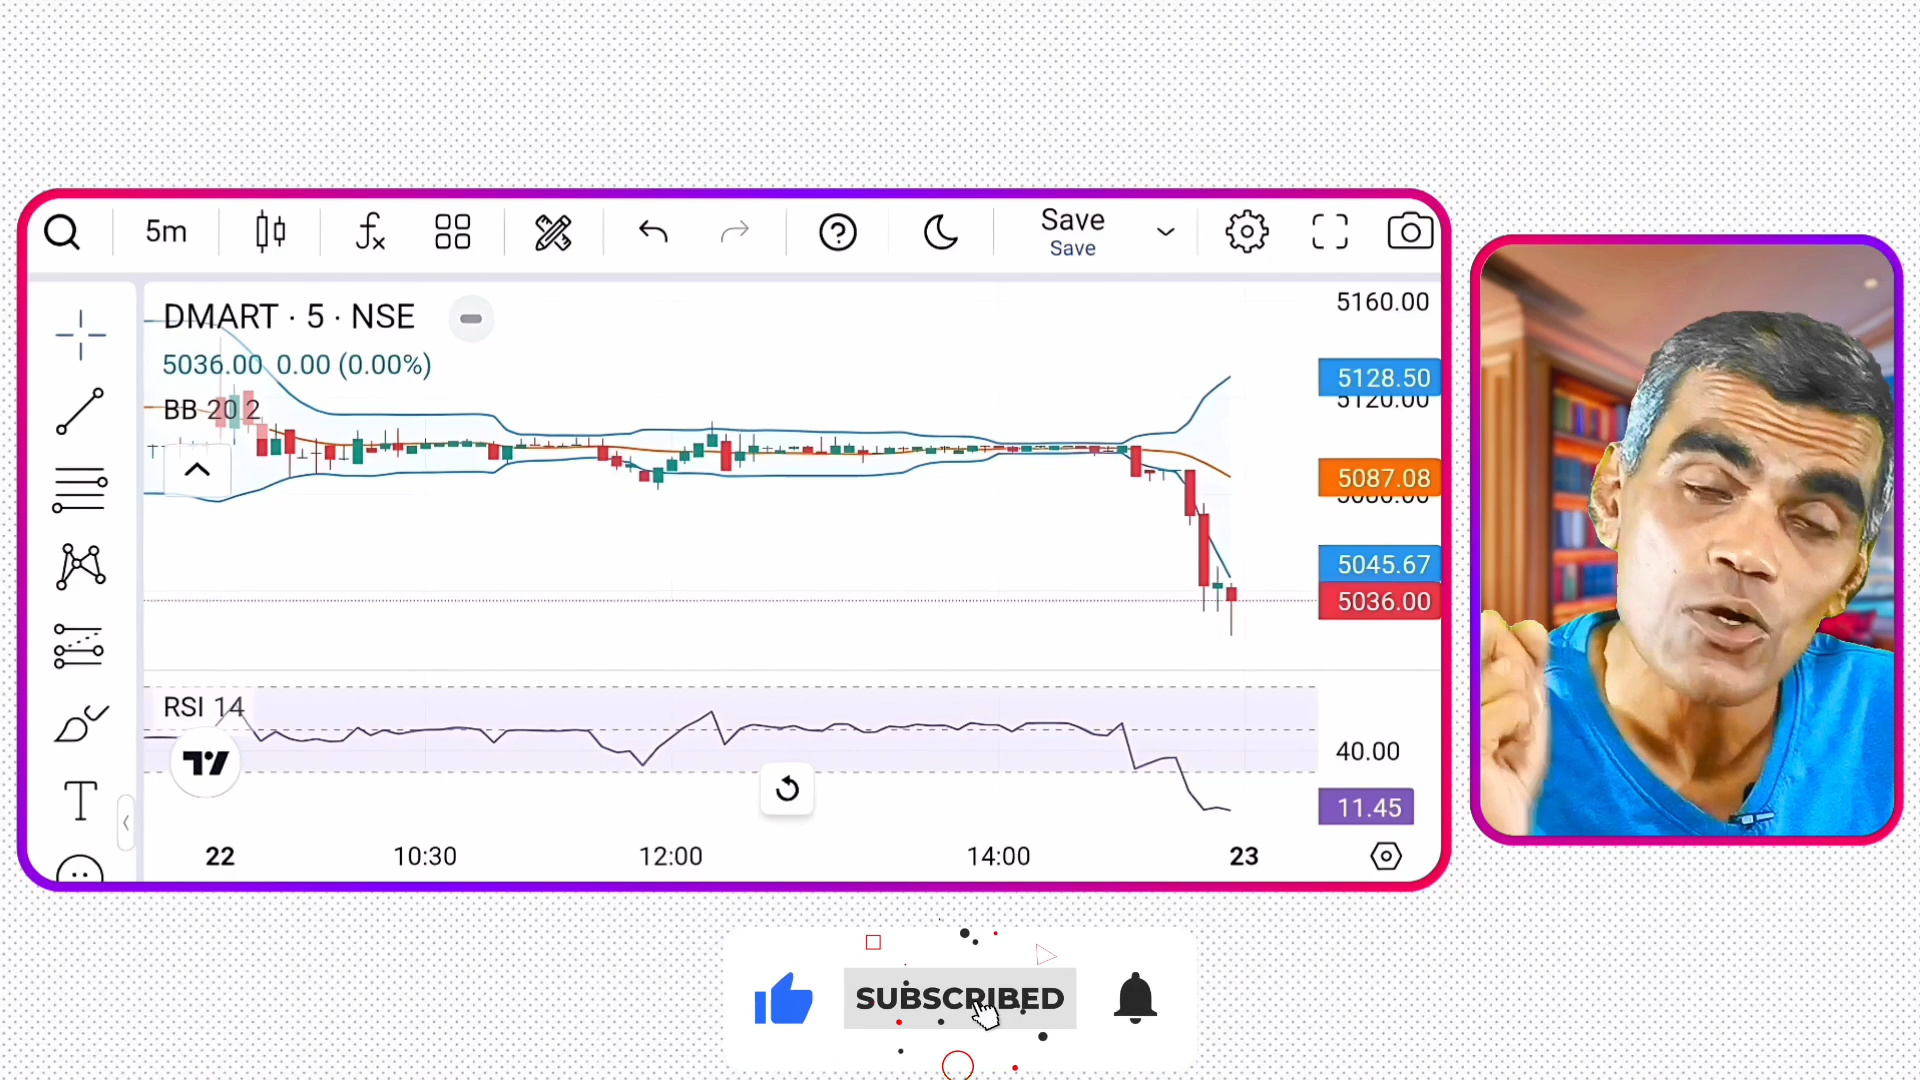 5m
Save
Save
DMART · 5 · NSE
5036.00 0.00 (0.00%)
BB 20 2
5160.00
5128.50
5120.00
5087.08
5045.67
5036.00
RSI 14
40.00
11.45
22 10:30 12:00 14:00 23
SUBSCRIBED